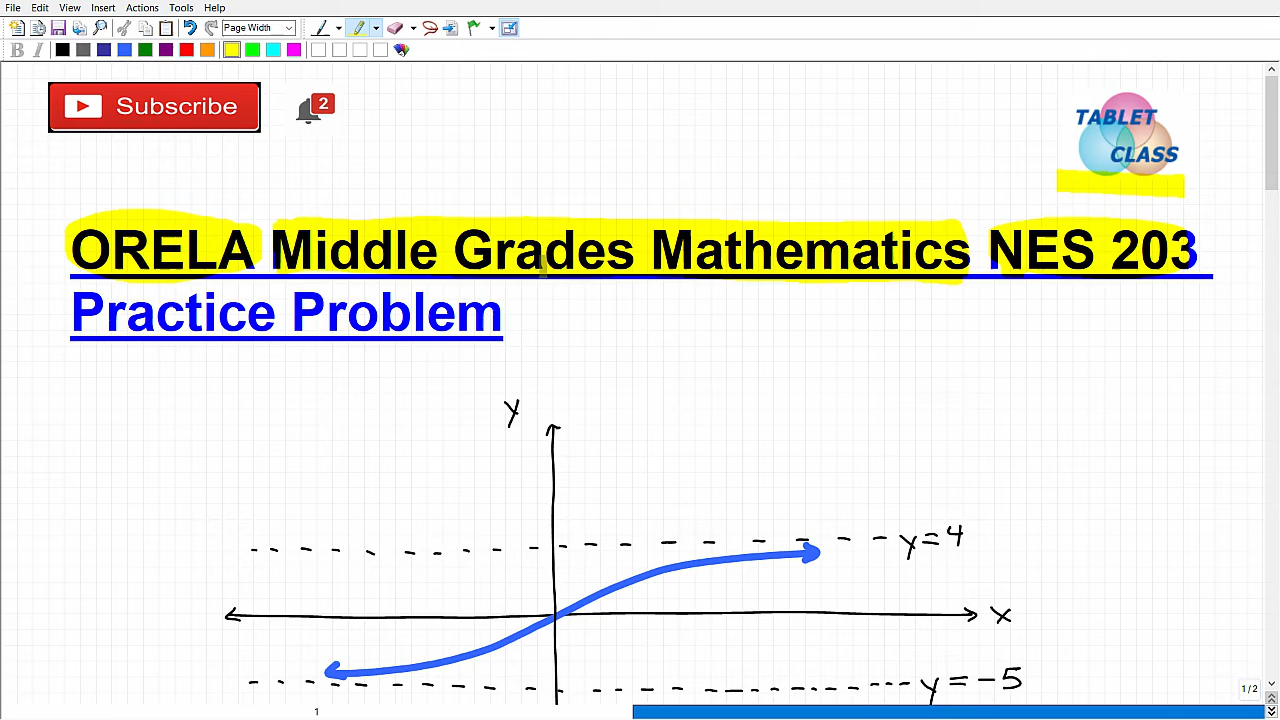 File Edit View Insert Actions Tools Help
Page Width
B I
Subscribe
2
TABLET
CLASS
ORELA Middle Grades Mathematics NES 203
Practice Problem
y
y=4
x
y = -5
1/2
1